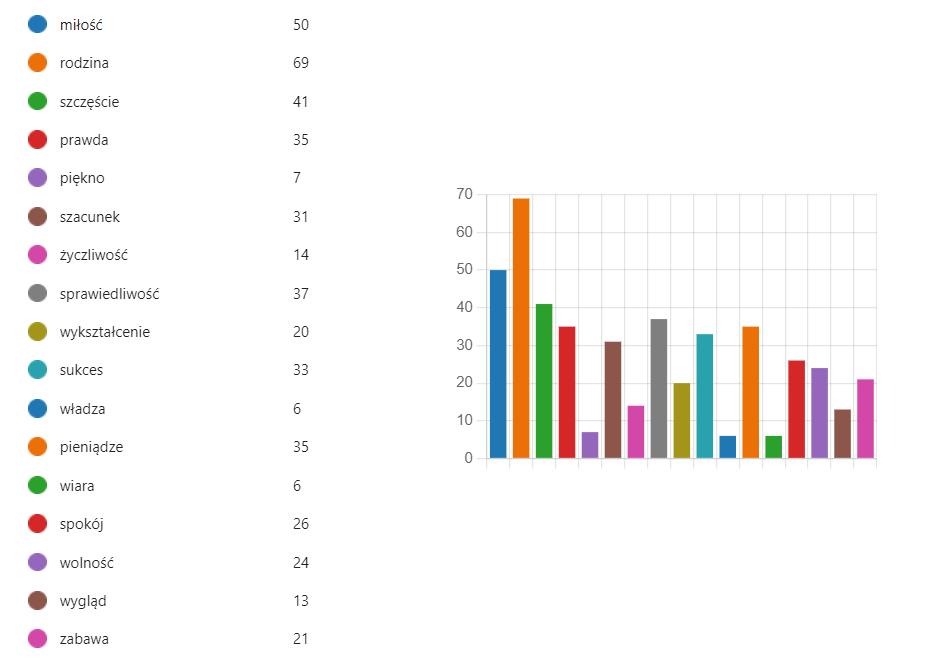 miłość 50
rodzina 69
szczęście 41
prawda 35
piękno 7
szacunek 31
życzliwość 14
sprawiedliwość 37
wykształcenie 20
sukces 33
władza 6
pieniądze 35
wiara 6
spokój 26
wolność 24
wygląd 13
zabawa 21
70
60
50
40
30
20
10
0